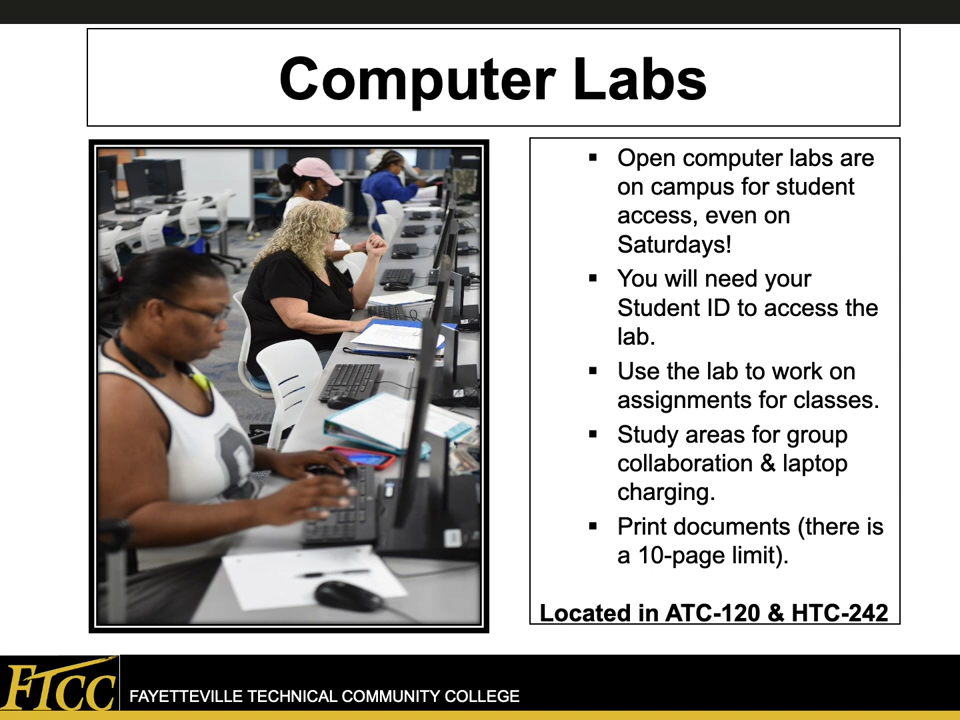 Computer Labs
▪ Open computer labs are
on campus for student
access, even on
Saturdays!
▪ You will need your
Student ID to access the
lab.
▪ Use the lab to work on
assignments for classes.
▪ Study areas for group
collaboration & laptop
charging.
▪ Print documents (there is
a 10-page limit).
Located in ATC-120 & HTC-242
FTCC
FAYETTEVILLE TECHNICAL COMMUNITY COLLEGE